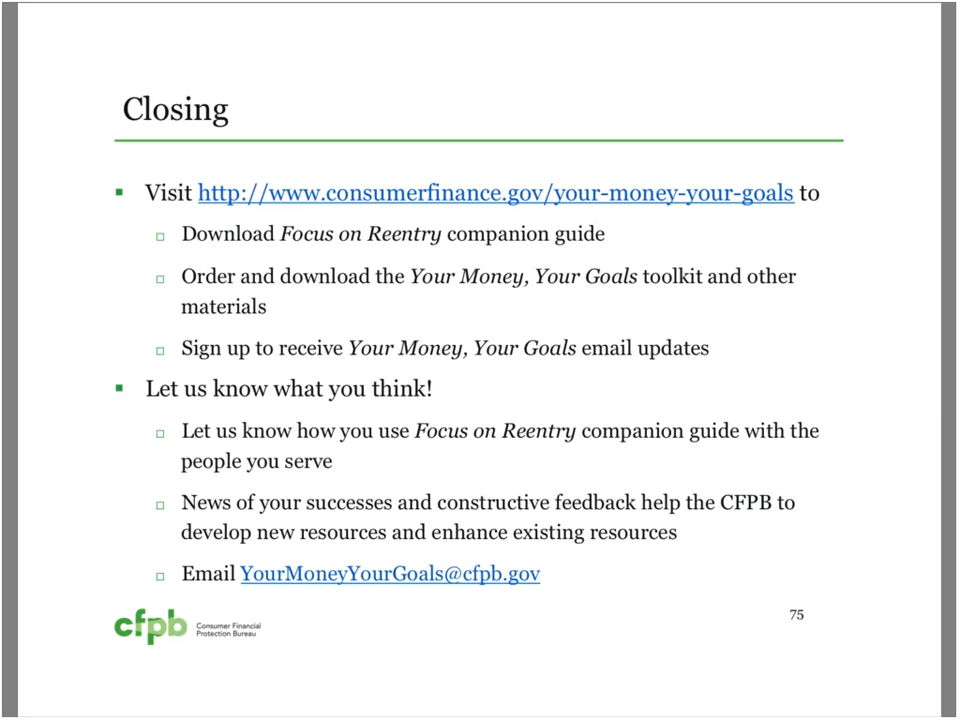 Closing
Visit http://www.consumerfinance.gov/your-money-your-goals to
Download Focus on Reentry companion guide
Order and download the Your Money, Your Goals toolkit and other
materials
Sign up to receive Your Money, Your Goals email updates
Let us know what you think!
Let us know how you use Focus on Reentry companion guide with the
people you serve
News of your successes and constructive feedback help the CFPB to
develop new resources and enhance existing resources
Email YourMoneyYourGoals@cfpb.gov
75
cfpb
Consumer Financial
Protection Bureau